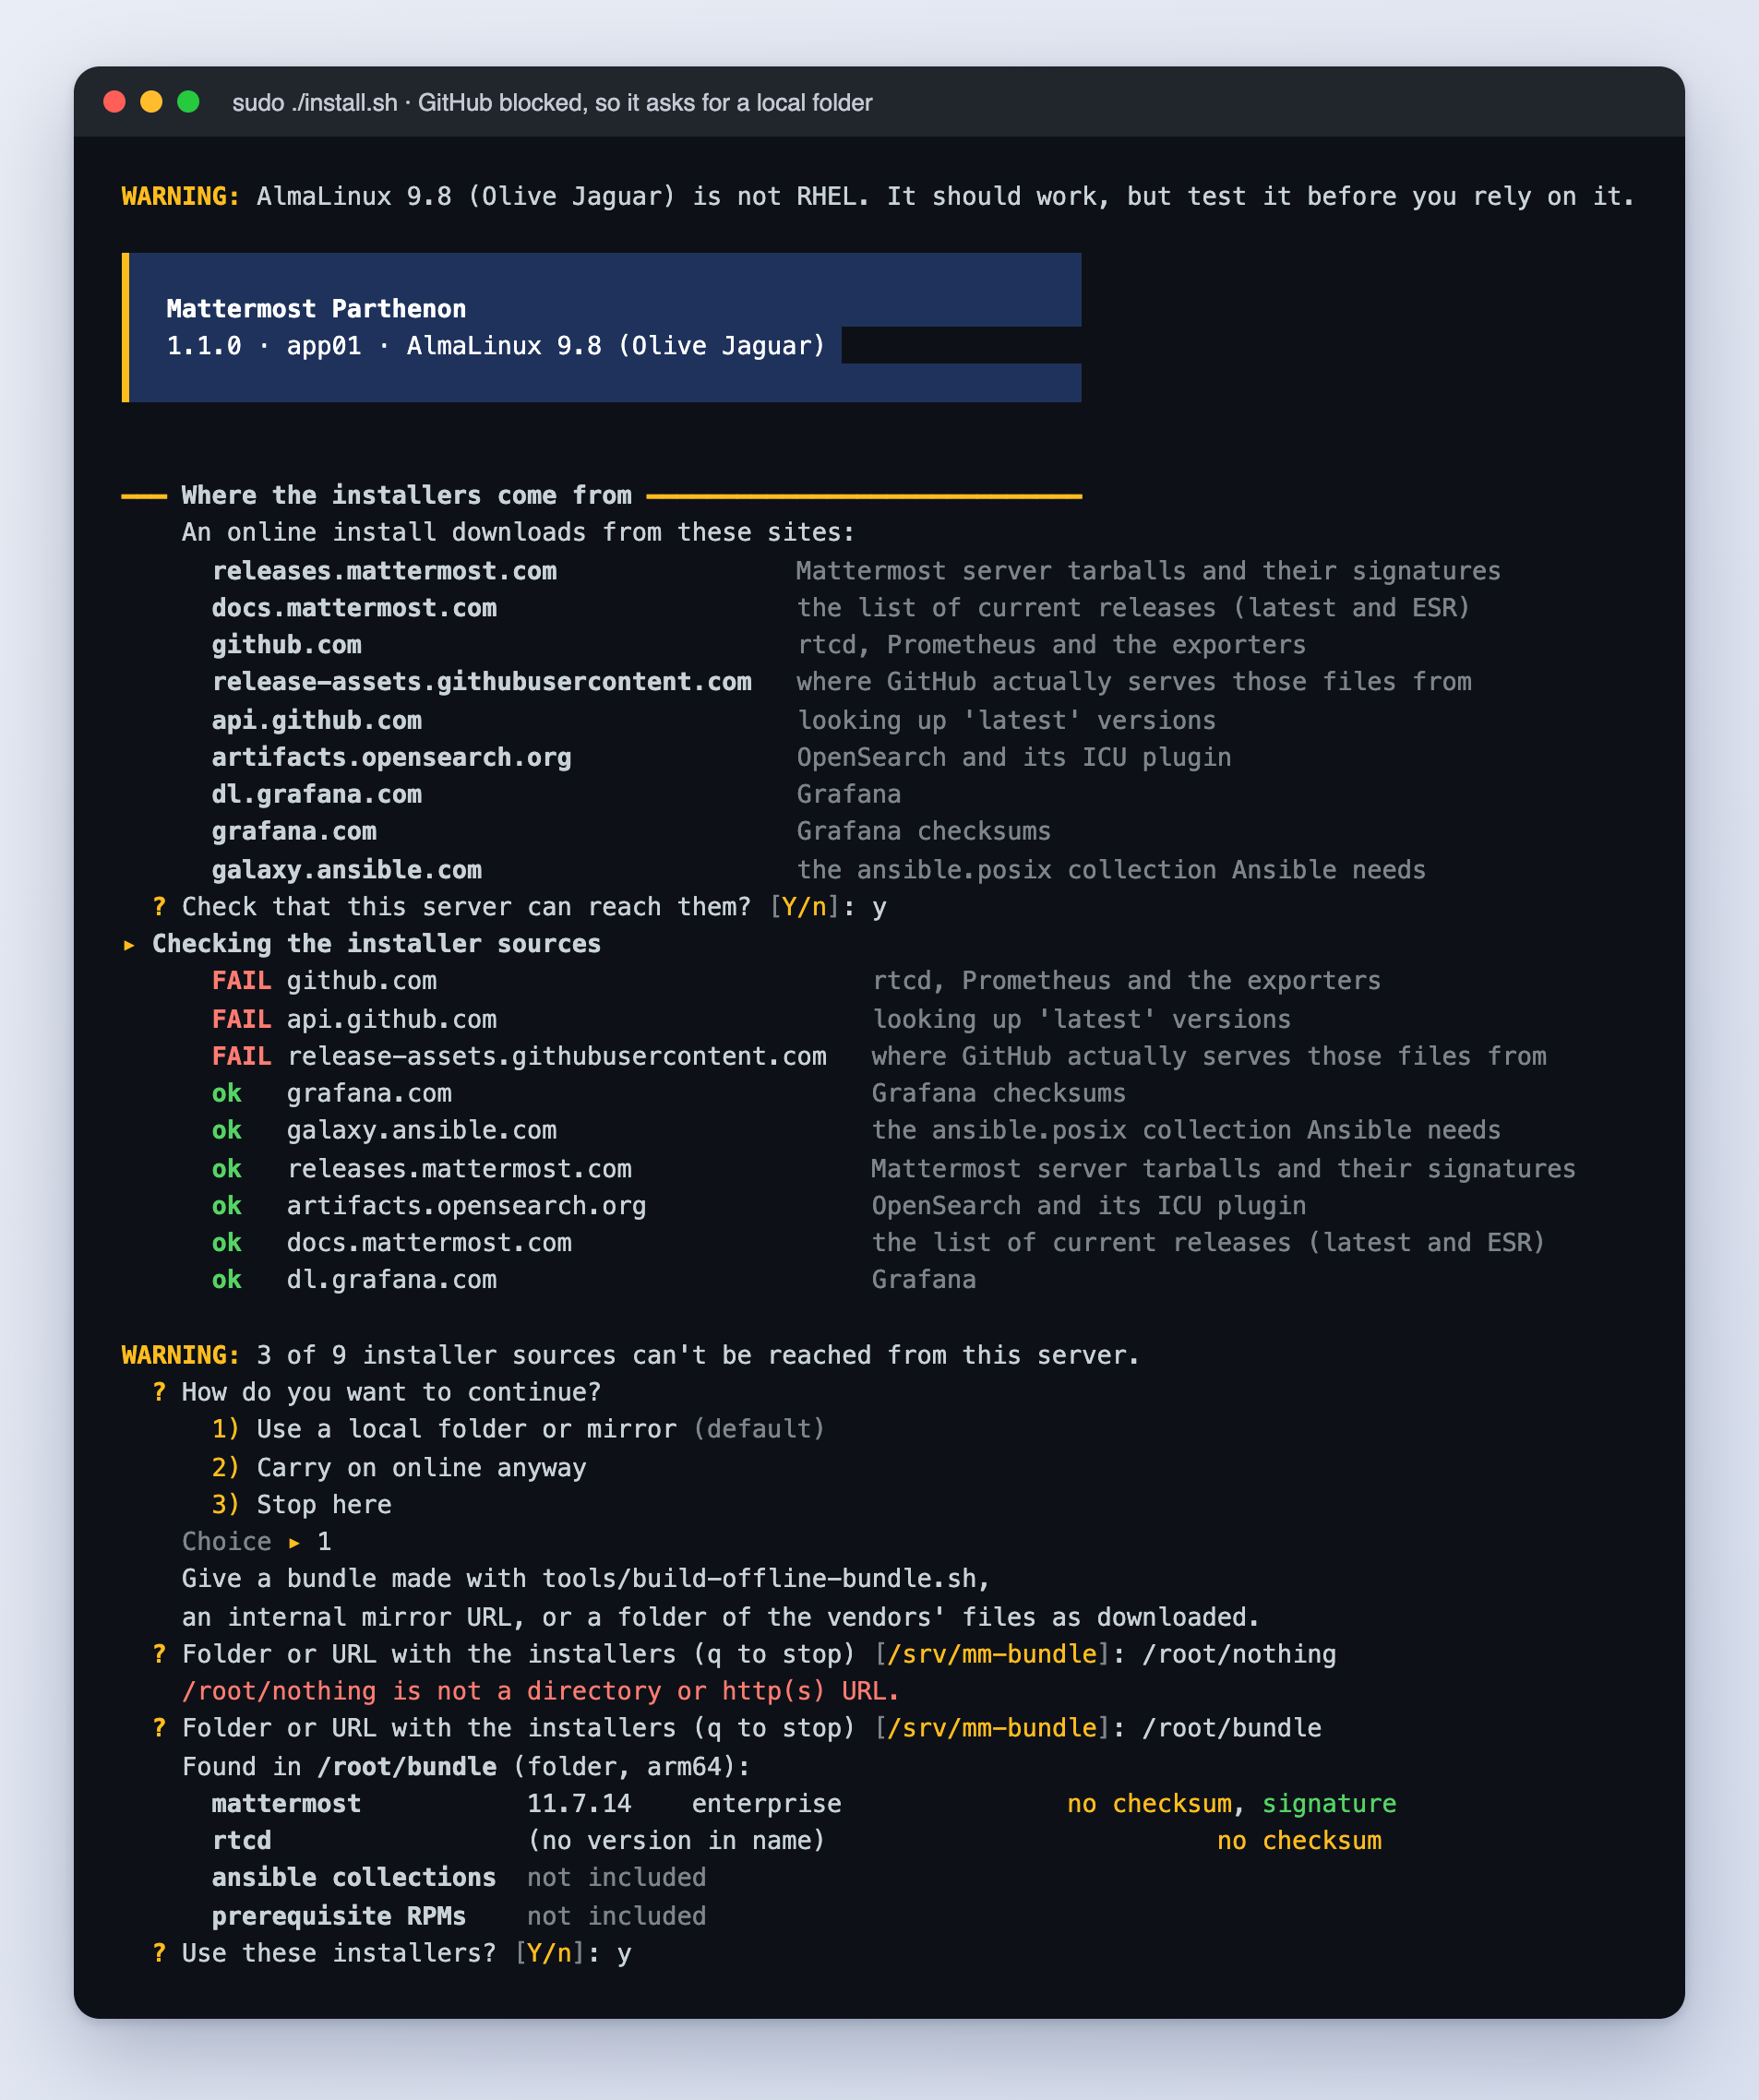 sudo ./install.sh · GitHub blocked, so it asks for a local folder
WARNING: AlmaLinux 9.8 (Olive Jaguar) is not RHEL. It should work, but test it before you rely on it.
Mattermost Parthenon
1.1.0 · app01 · AlmaLinux 9.8 (Olive Jaguar)
Where the installers come from
An online install downloads from these sites:
releases.mattermost.com Mattermost server tarballs and their signatures
docs.mattermost.com the list of current releases (latest and ESR)
github.com rtcd, Prometheus and the exporters
release-assets.githubusercontent.com where GitHub actually serves those files from
api.github.com looking up 'latest' versions
artifacts.opensearch.org OpenSearch and its ICU plugin
dl.grafana.com Grafana
grafana.com Grafana checksums
galaxy.ansible.com the ansible.posix collection Ansible needs
? Check that this server can reach them? [Y/n]: y
▸ Checking the installer sources
FAIL github.com rtcd, Prometheus and the exporters
FAIL api.github.com looking up 'latest' versions
FAIL release-assets.githubusercontent.com where GitHub actually serves those files from
ok grafana.com Grafana checksums
ok galaxy.ansible.com the ansible.posix collection Ansible needs
ok releases.mattermost.com Mattermost server tarballs and their signatures
ok artifacts.opensearch.org OpenSearch and its ICU plugin
ok docs.mattermost.com the list of current releases (latest and ESR)
ok dl.grafana.com Grafana
WARNING: 3 of 9 installer sources can't be reached from this server.
? How do you want to continue?
1) Use a local folder or mirror (default)
2) Carry on online anyway
3) Stop here
Choice ▸ 1
Give a bundle made with tools/build-offline-bundle.sh,
an internal mirror URL, or a folder of the vendors' files as downloaded.
? Folder or URL with the installers (q to stop) [/srv/mm-bundle]: /root/nothing
/root/nothing is not a directory or http(s) URL.
? Folder or URL with the installers (q to stop) [/srv/mm-bundle]: /root/bundle
Found in /root/bundle (folder, arm64):
mattermost 11.7.14 enterprise no checksum, signature
rtcd (no version in name) no checksum
ansible collections not included
prerequisite RPMs not included
? Use these installers? [Y/n]: y